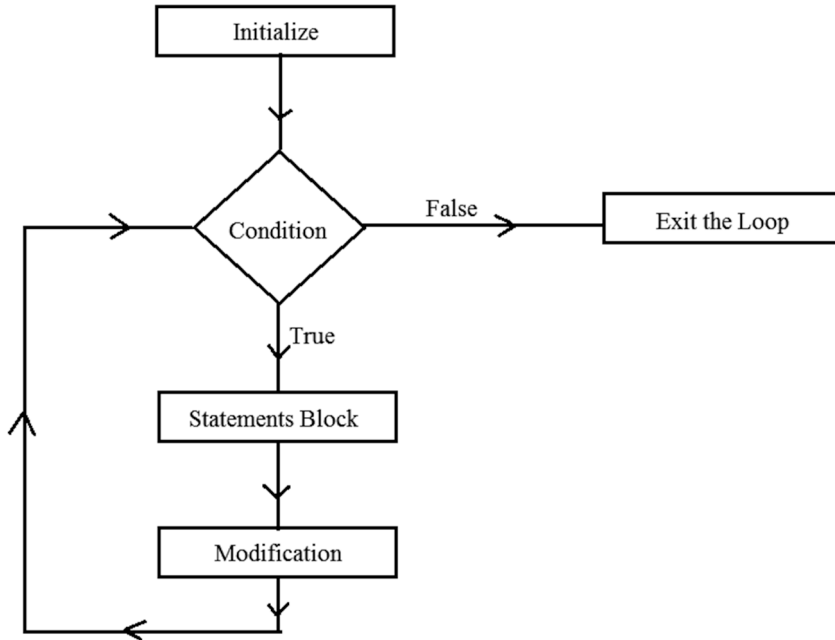 Initialize
Condition
False
Exit the Loop
True
Statements Block
Modification